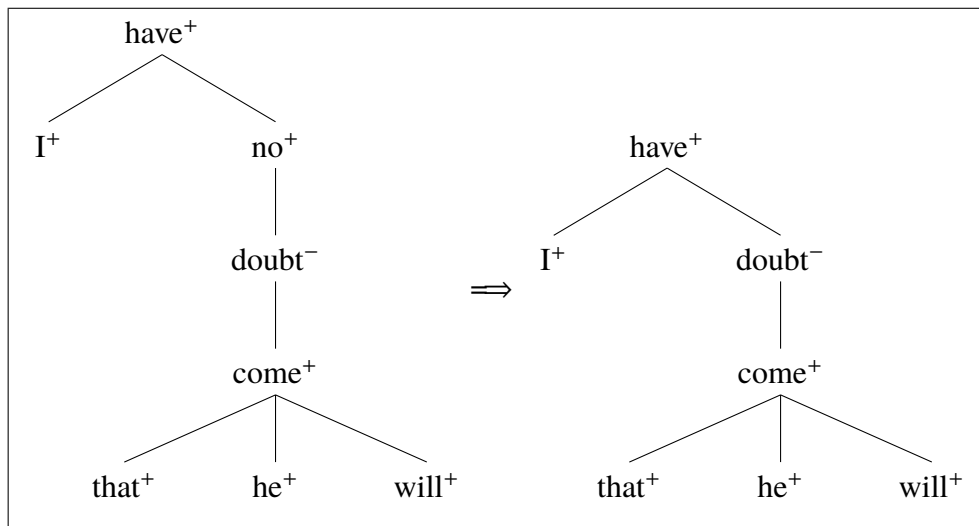 have⁺
I⁺ no⁺ have⁺
doubt⁻ ⟹ I⁺ doubt⁻
come⁺ come⁺
that⁺ he⁺ will⁺ that⁺ he⁺ will⁺